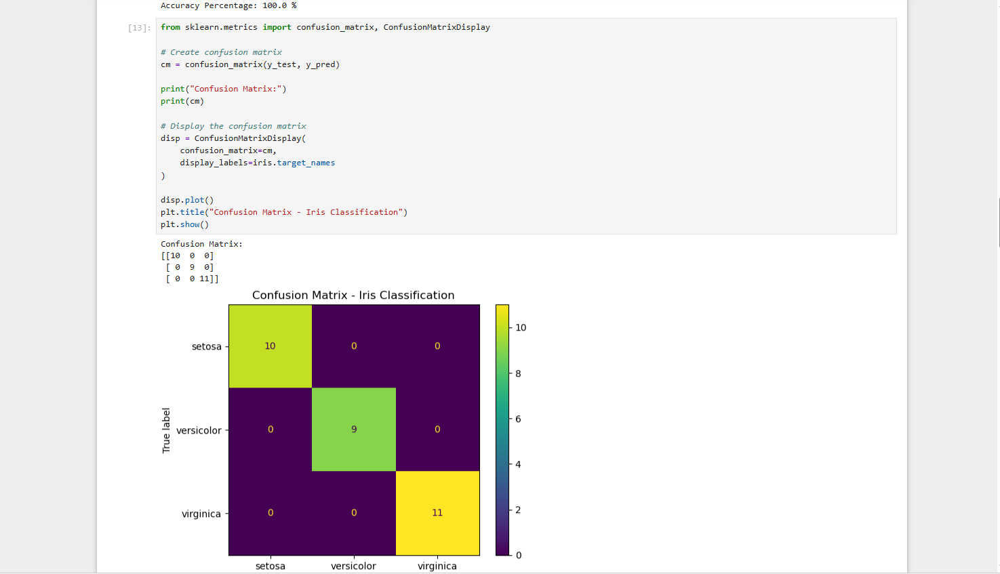 Accuracy Percentage: 100.0 %
[13]:
from sklearn.metrics import confusion_matrix, ConfusionMatrixDisplay
# Create confusion matrix
cm = confusion_matrix(y_test, y_pred)
print("Confusion Matrix:")
print(cm)
# Display the confusion matrix
disp = ConfusionMatrixDisplay(
    confusion_matrix=cm,
    display_labels=iris.target_names
)
disp.plot()
plt.title("Confusion Matrix - Iris Classification")
plt.show()
Confusion Matrix:
[[10  0  0]
 [ 0  9  0]
 [ 0  0 11]]
Confusion Matrix - Iris Classification
setosa 10 0 0
versicolor 0 9 0
virginica 0 0 11
True label
setosa versicolor virginica
10
8
6
4
2
0